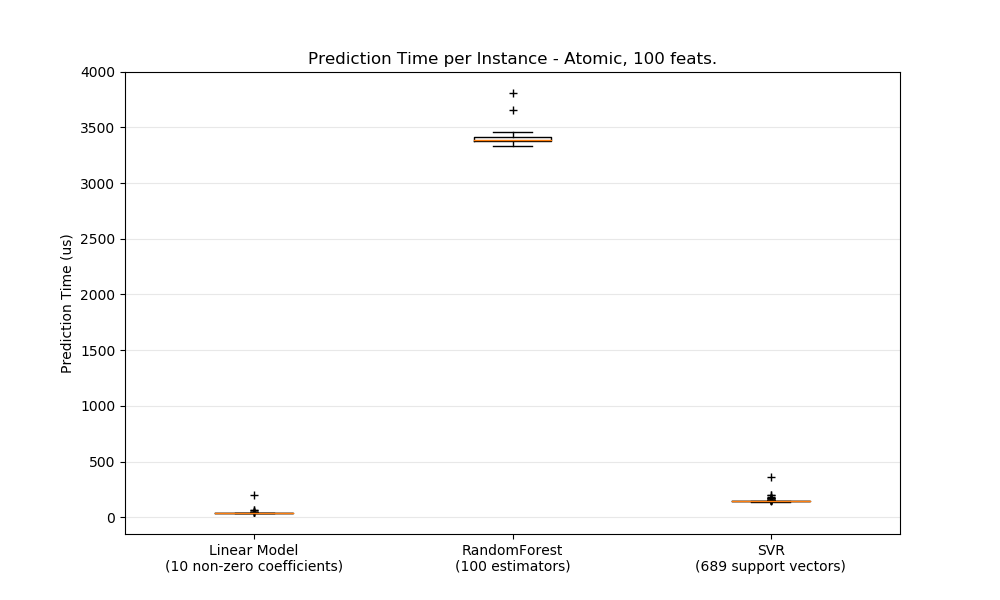 Prediction Time per Instance - Atomic, 100 feats.
Prediction Time (us)
4000
3500
3000
2500
2000
1500
1000
500
0
Linear Model
(10 non-zero coefficients)
RandomForest
(100 estimators)
SVR
(689 support vectors)